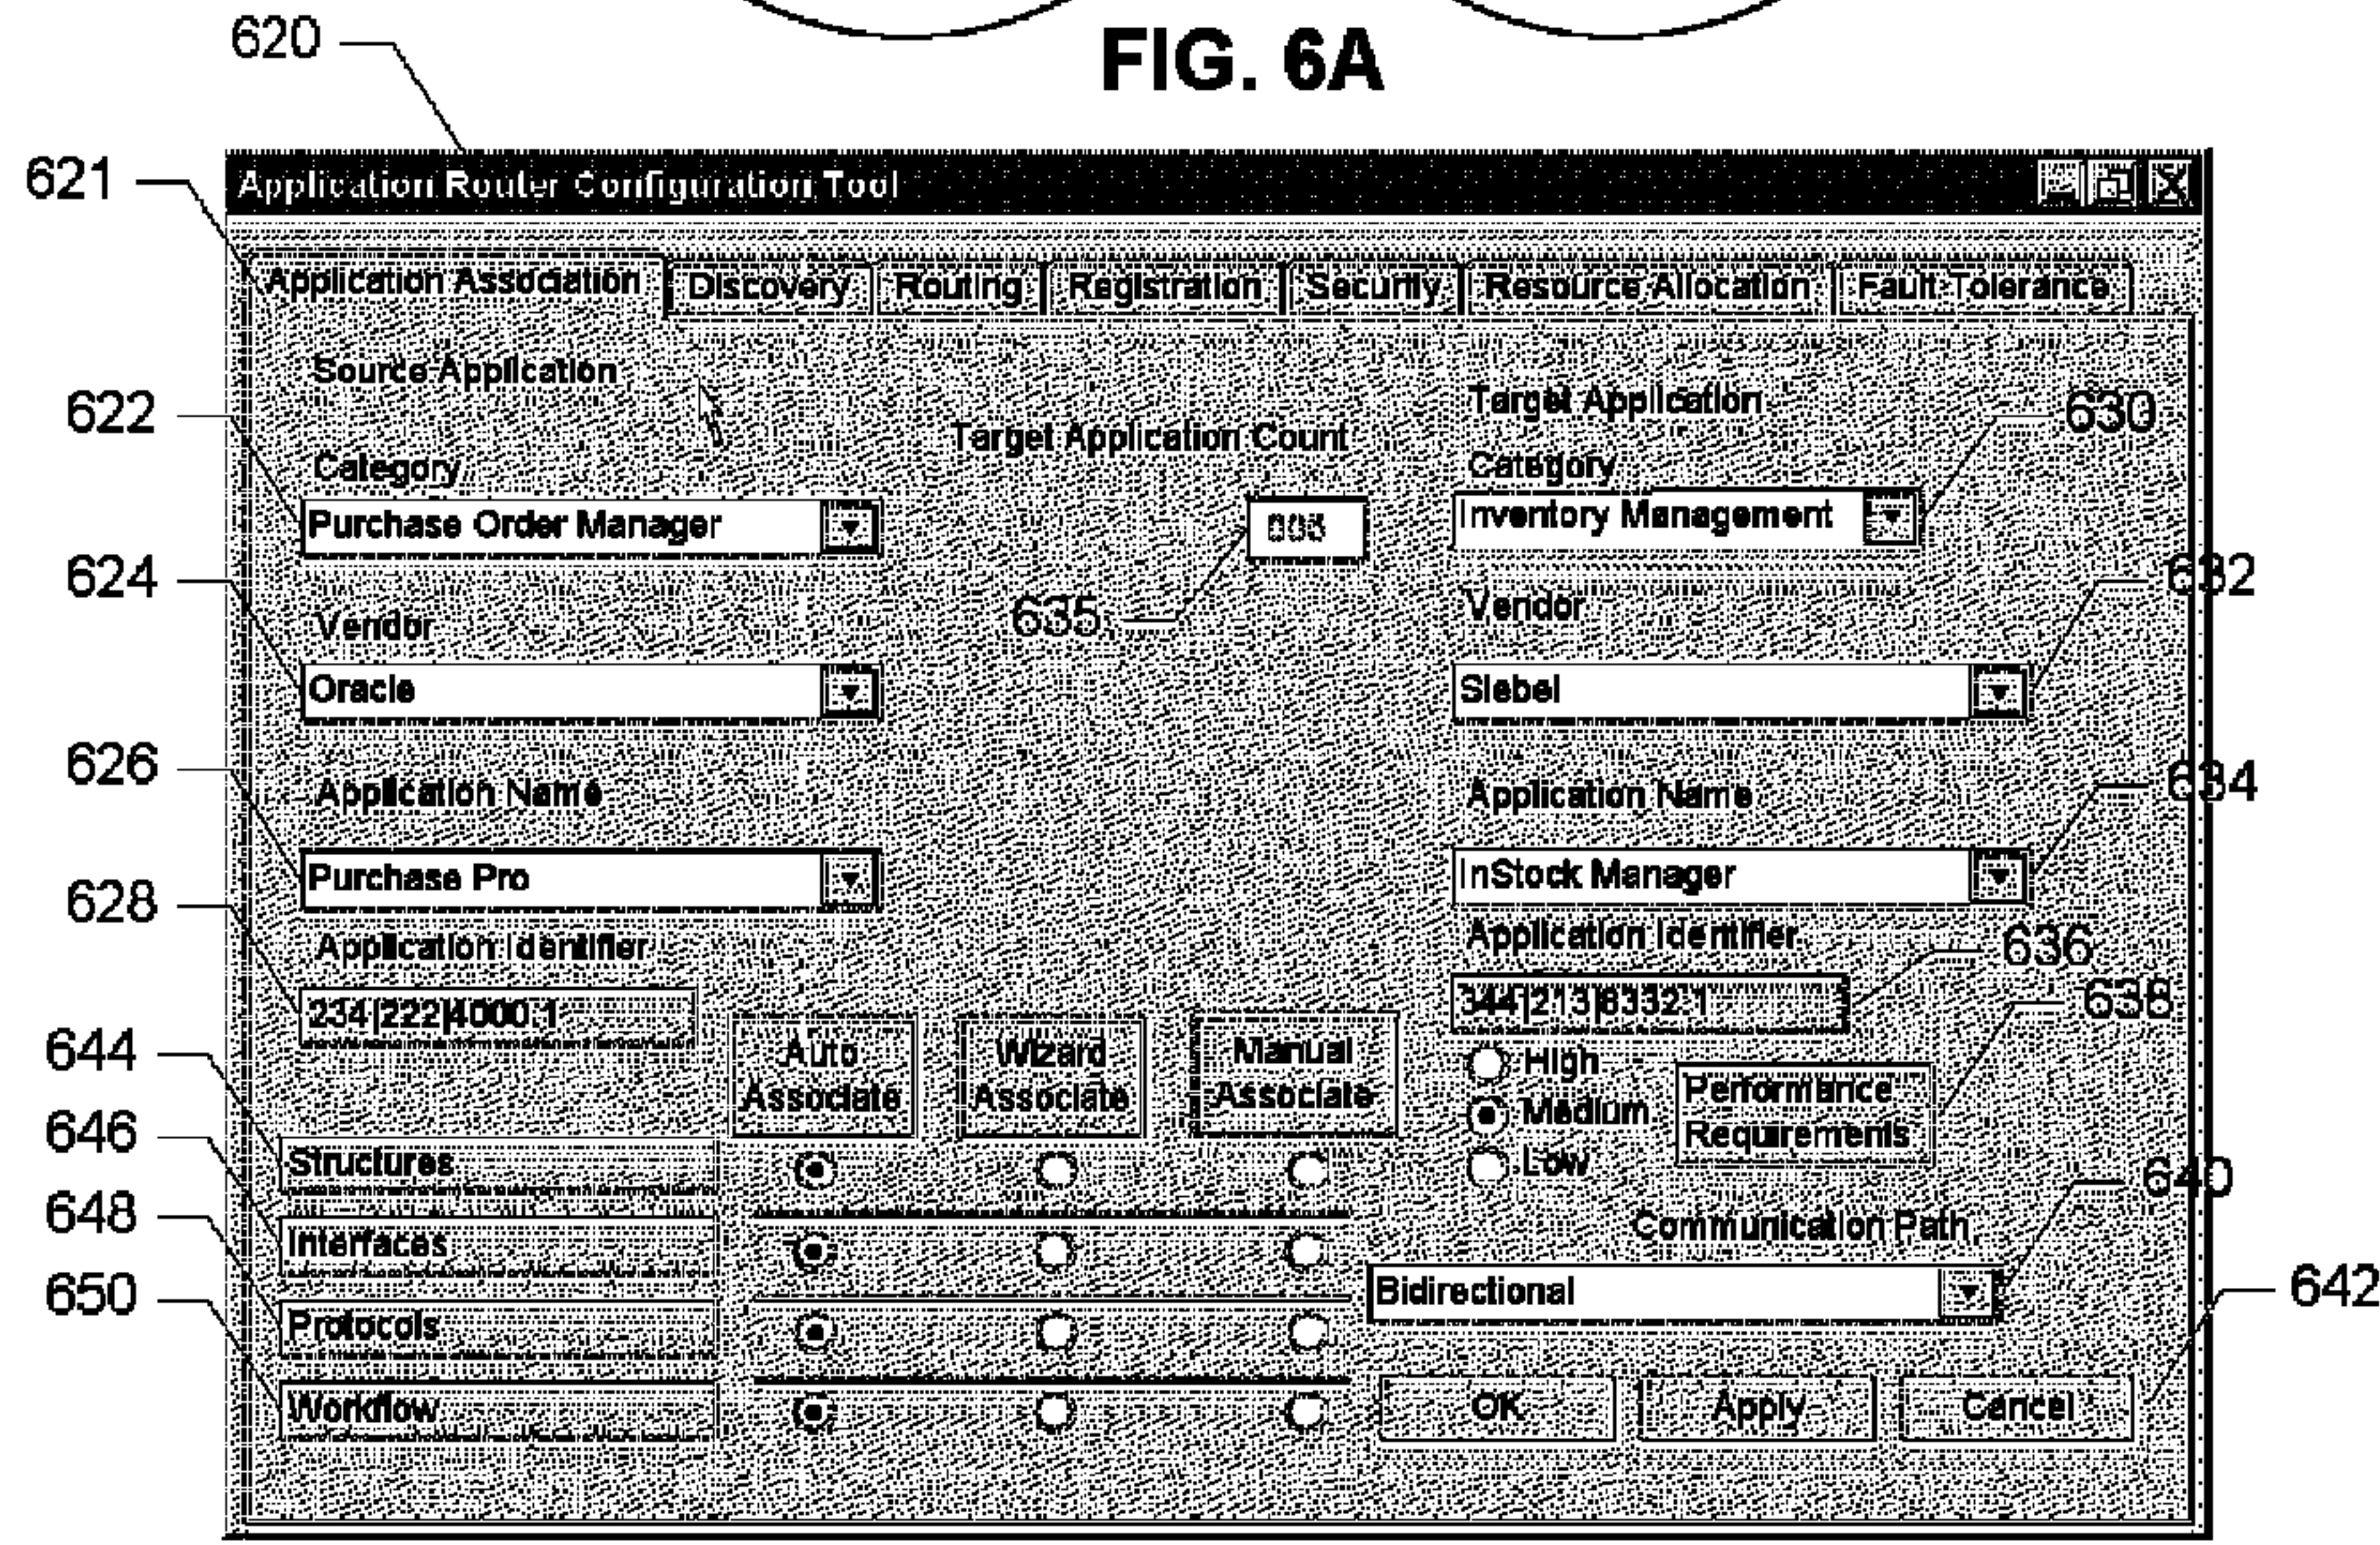 620
FIG. 6A
621
Application Router Configuration Tool
Application Association Discovery Routing Registration Security Resource Allocation Fault Tolerance
Source Application
Target Application
622
630
Target Application Count
Category
Category
Purchase Order Manager
Inventory Management
624
632
635
Vendor
Vendor
Oracle
Siebel
626
634
Application Name
Application Name
Purchase Pro
InStock Manager
628
Application Identifier
Application Identifier
636
234|222|4000.1
344|213|8332.1
638
644
Auto Associate
Wizard Associate
Manual Associate
High
Medium
Low
Performance Requirements
646
Structures
640
648
Interfaces
Communication Path
650
Protocols
Bidirectional
642
Workflow
OK Apply Cancel